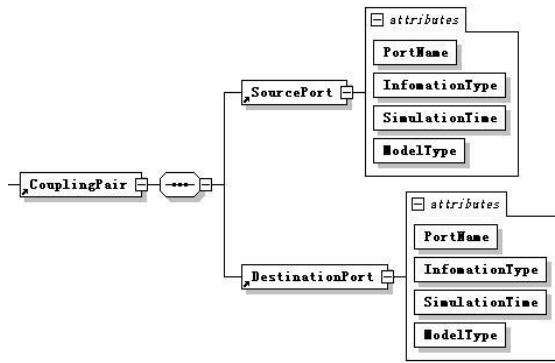 attributes
PortName
InfomationType
SourcePort
SimulationTime
ModelType
CouplingPair
attributes
PortName
InfomationType
DestinationPort
SimulationTime
ModelType